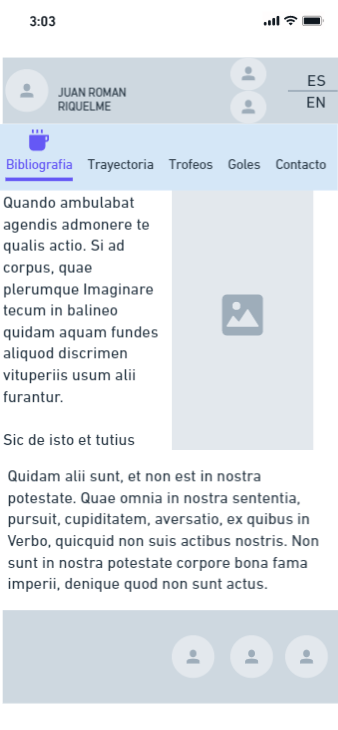 3:03
JUAN ROMAN
RIQUELME
ES
EN
Bibliografia
Trayectoria
Trofeos
Goles
Contacto
Quando ambulabat
agendis admonere te
qualis actio. Si ad
corpus, quae
plerumque Imaginare
tecum in balineo
quidam aquam fundes
aliquod discrimen
vituperiis usum alii
furantur.
Sic de isto et tutius
Quidam alii sunt, et non est in nostra
potestate. Quae omnia in nostra sententia,
pursuit, cupiditatem, aversatio, ex quibus in
Verbo, quicquid non suis actibus nostris. Non
sunt in nostra potestate corpore bona fama
imperii, denique quod non sunt actus.